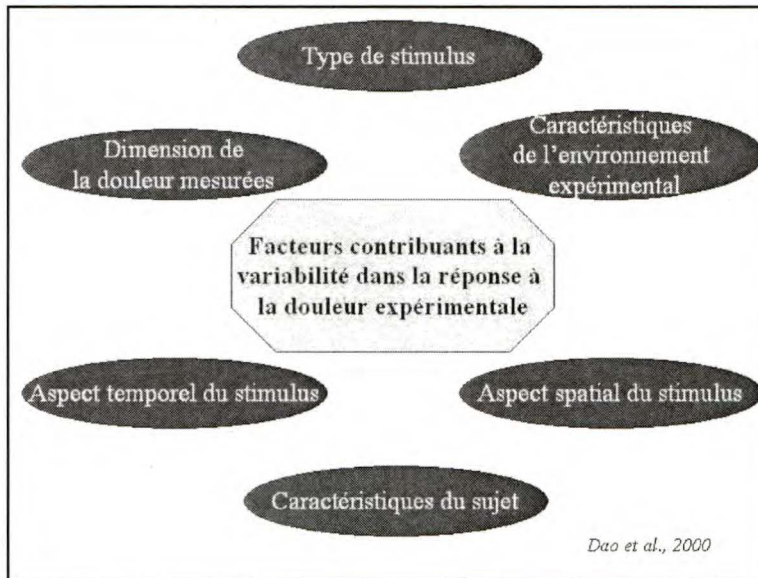 Type de stimulus
Dimension de
la douleur mesurées
Caractéristiques
de l'environnement
expérimental
Facteurs contribuants à la
variabilité dans la réponse à
la douleur expérimentale
Aspect temporel du stimulus
Aspect spatial du stimulus
Caractéristiques du sujet
Dao et al., 2000